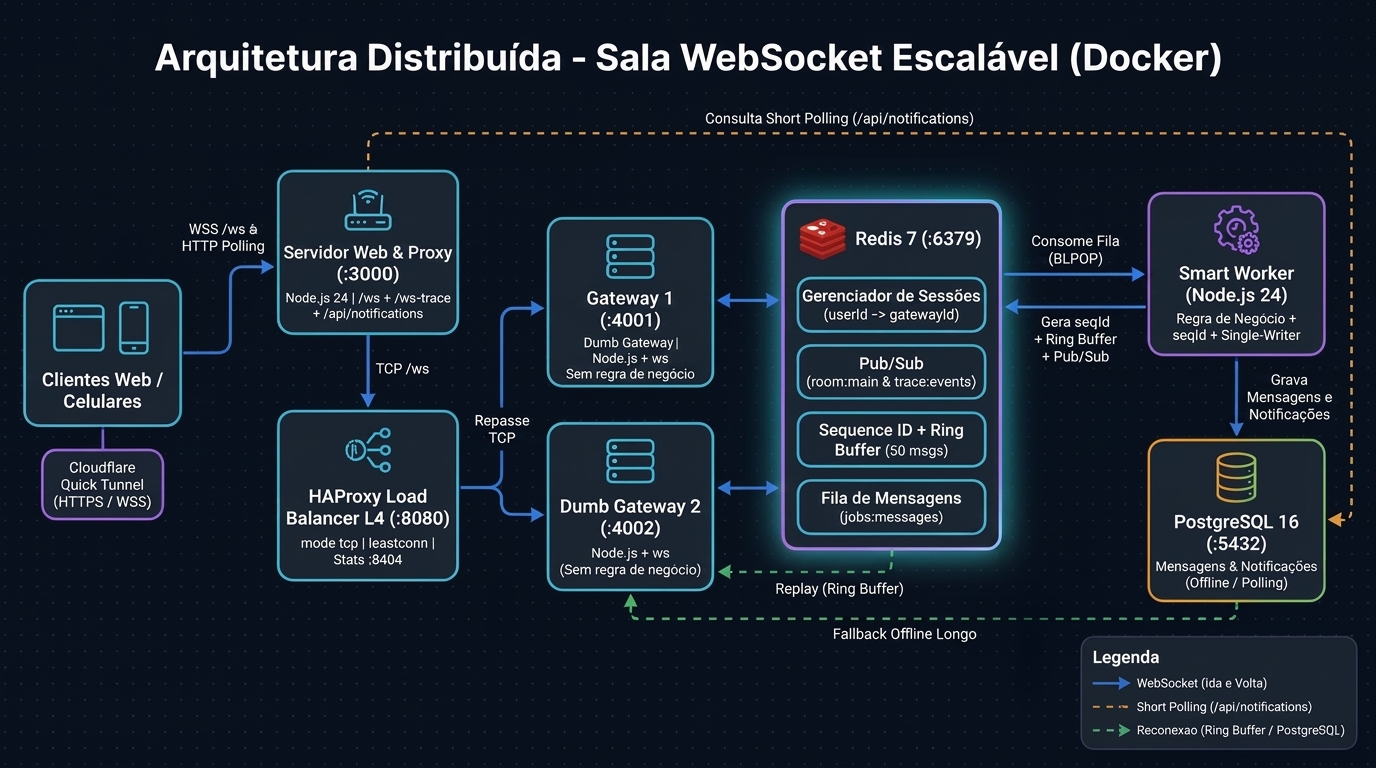 Arquitetura Distribuída - Sala WebSocket Escalável (Docker)
Consulta Short Polling (/api/notifications)
WSS /ws &
HTTP Polling
Clientes Web /
Celulares
Cloudflare
Quick Tunnel
(HTTPS / WSS)
Servidor Web & Proxy
(:3000)
Node.js 24 | /ws + /ws-trace
+ /api/notifications
TCP /ws
HAProxy Load
Balancer L4 (:8080)
mode tcp | leastconn |
Stats :8404
Repasse
TCP
Gateway 1
(:4001)
Dumb Gateway |
Node.js + ws
Sem regra de negócio
Dumb Gateway 2
(:4002)
Node.js + ws
(Sem regra de negócio)
Redis 7 (:6379)
Gerenciador de Sessões
(userId -> gatewayId)
Pub/Sub
(room:main & trace:events)
Sequence ID + Ring
Buffer (50 msgs)
Fila de Mensagens
(jobs:messages)
Replay (Ring Buffer)
Fallback Offline Longo
Consome Fila
(BLPOP)
Gera seqId
+ Ring Buffer
+ Pub/Sub
Smart Worker
(Node.js 24)
Regra de Negócio +
seqId + Single-Writer
Grava
Mensagens e
Notificações
PostgreSQL 16
(:5432)
Mensagens & Notificações
(Offline / Polling)
Legenda
WebSocket (ida e Volta)
Short Polling (/api/notifications)
Reconexao (Ring Buffer / PostgreSQL)